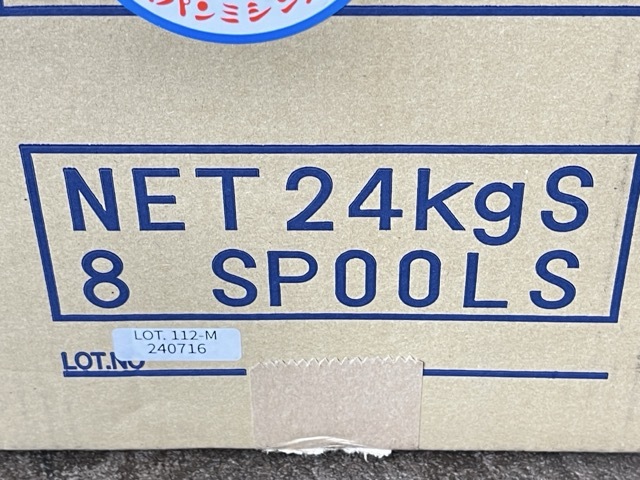 NET 24kgS
8 SPOOLS
LOT. 112-M
240716
LOT.NO